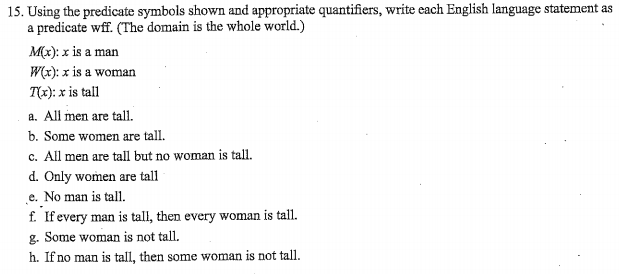 15. Using the predicate symbols shown and appropriate quantifiers, write each English language statement as
a predicate wff. (The domain is the whole world.)
M(x): x is a man
W(x): x is a woman
T(x): x is tall
a. All men are tall.
b. Some women are tall.
c. All men are tall but no woman is tall.
d. Only women are tall
e. No man is tall.
f. If every man is tall, then every woman is tall.
g. Some woman is not tall.
h. If no man is tall, then some woman is not tall.